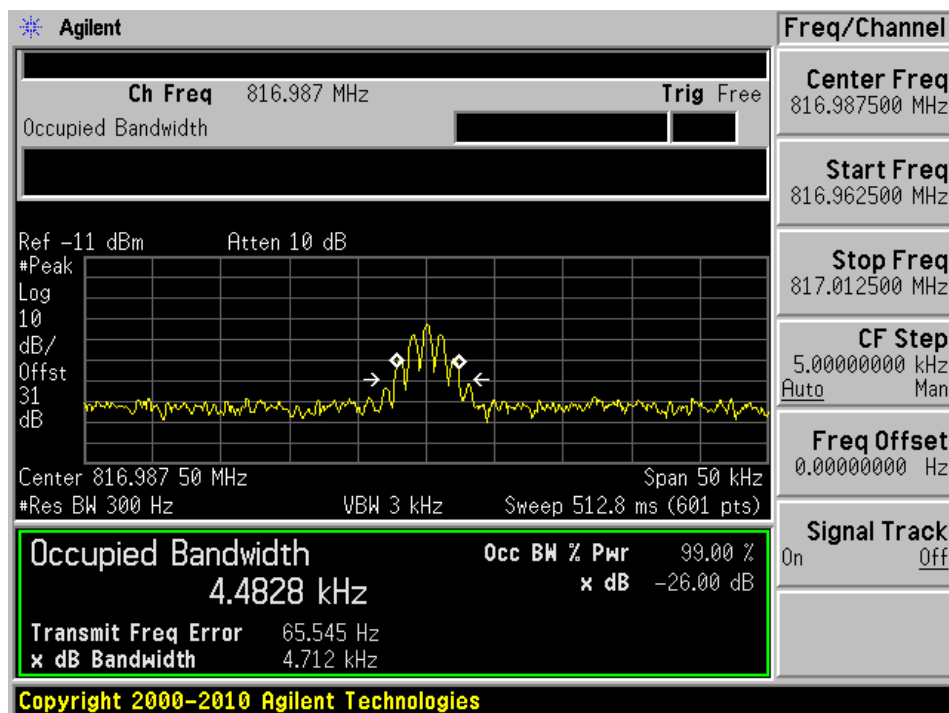 Agilent
Freq/Channel
Ch Freq 816.987 MHz Trig Free
Occupied Bandwidth
Center Freq
816.987500 MHz
Start Freq
816.962500 MHz
Stop Freq
817.012500 MHz
CF Step
5.00000000 kHz
Auto Man
Freq Offset
0.00000000 Hz
Signal Track
On Off
Ref -11 dBm Atten 10 dB
#Peak
Log
10
dB/
Offst
31
dB
Center 816.987 50 MHz Span 50 kHz
#Res BW 300 Hz VBW 3 kHz Sweep 512.8 ms (601 pts)
Occupied Bandwidth Occ BW % Pwr 99.00 %
4.4828 kHz x dB -26.00 dB
Transmit Freq Error 65.545 Hz
x dB Bandwidth 4.712 kHz
Copyright 2000-2010 Agilent Technologies